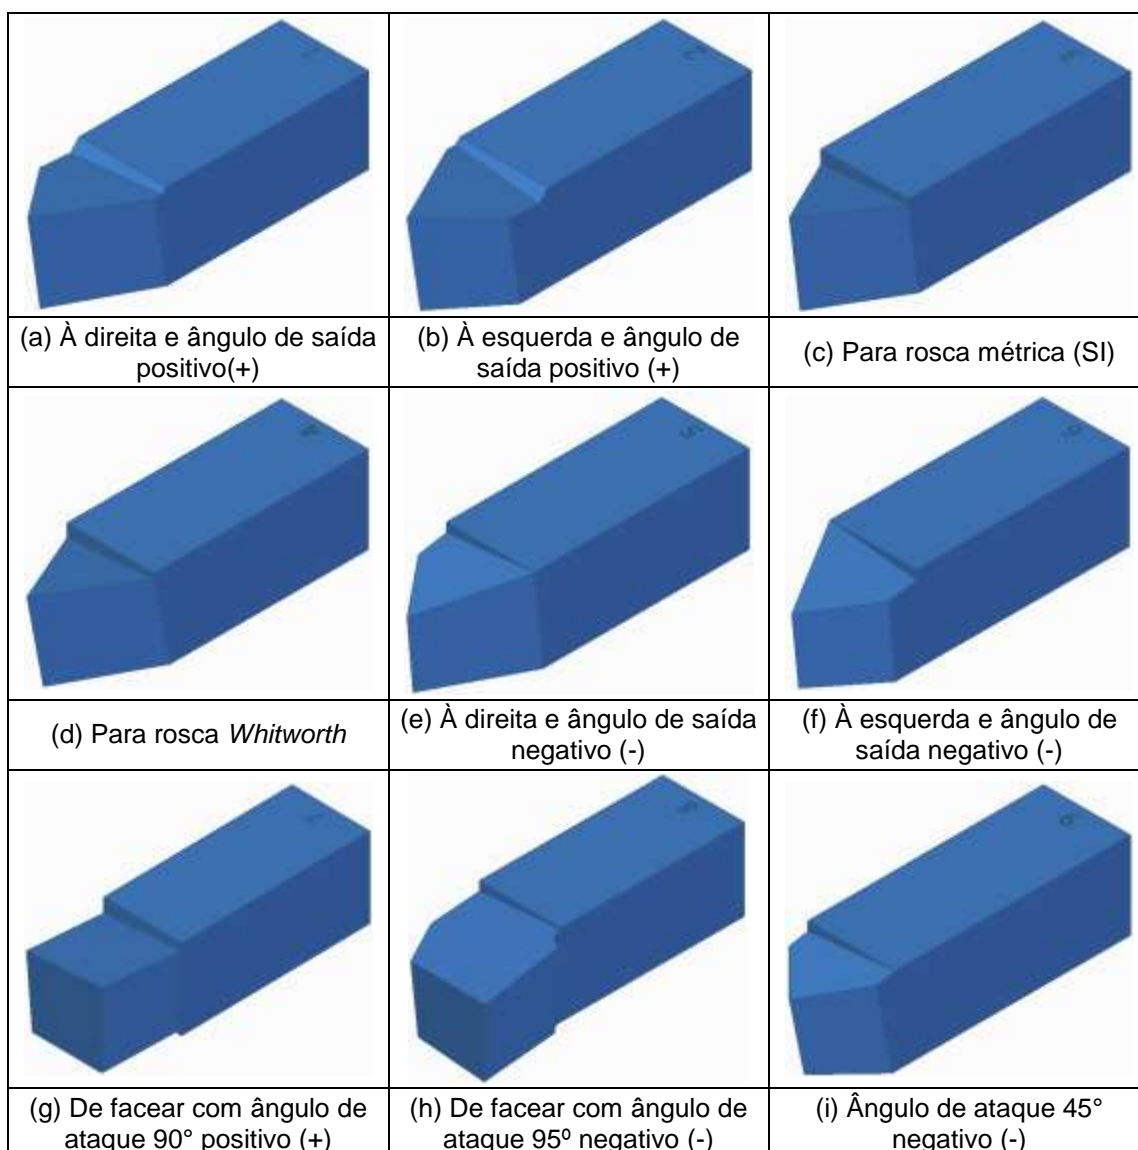 (a) À direita e ângulo de saída
positivo(+)
(b) À esquerda e ângulo de
saída positivo (+)
(c) Para rosca métrica (SI)
(d) Para rosca Whitworth
(e) À direita e ângulo de saída
negativo (-)
(f) À esquerda e ângulo de
saída negativo (-)
(g) De facear com ângulo de
ataque 90° positivo (+)
(h) De facear com ângulo de
ataque 95º negativo (-)
(i) Ângulo de ataque 45°
negativo (-)